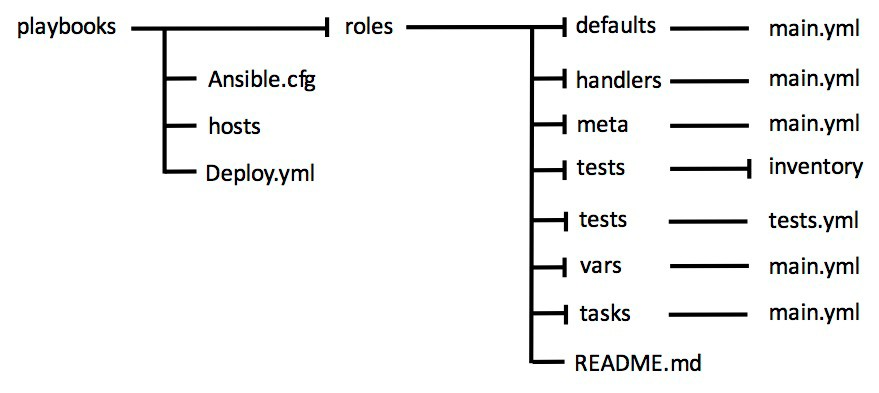 playbooks roles defaults main.yml
Ansible.cfg handlers main.yml
hosts meta main.yml
Deploy.yml tests inventory
tests tests.yml
vars main.yml
tasks main.yml
README.md